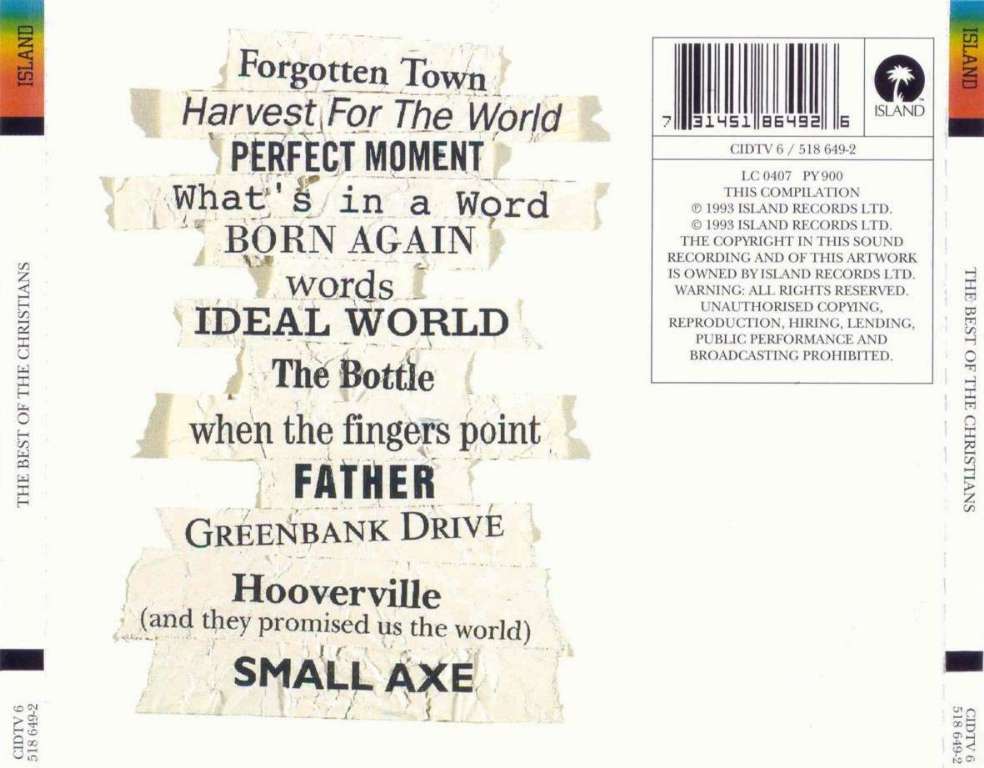 ISLAND
THE BEST OF THE CHRISTIANS
CIDTV 6
518 649-2
Forgotten Town
Harvest For The World
PERFECT MOMENT
What's in a Word
BORN AGAIN
words
IDEAL WORLD
The Bottle
when the fingers point
FATHER
GREENBANK DRIVE
Hooverville
(and they promised us the world)
SMALL AXE
7 31451 86492 6
ISLAND
CIDTV 6 / 518 649-2
LC 0407 PY 900
THIS COMPILATION
℗ 1993 ISLAND RECORDS LTD.
© 1993 ISLAND RECORDS LTD.
THE COPYRIGHT IN THIS SOUND
RECORDING AND OF THIS ARTWORK
IS OWNED BY ISLAND RECORDS LTD.
WARNING: ALL RIGHTS RESERVED.
UNAUTHORISED COPYING,
REPRODUCTION, HIRING, LENDING,
PUBLIC PERFORMANCE AND
BROADCASTING PROHIBITED.
ISLAND
THE BEST OF THE CHRISTIANS
CIDTV 6
518 649-2